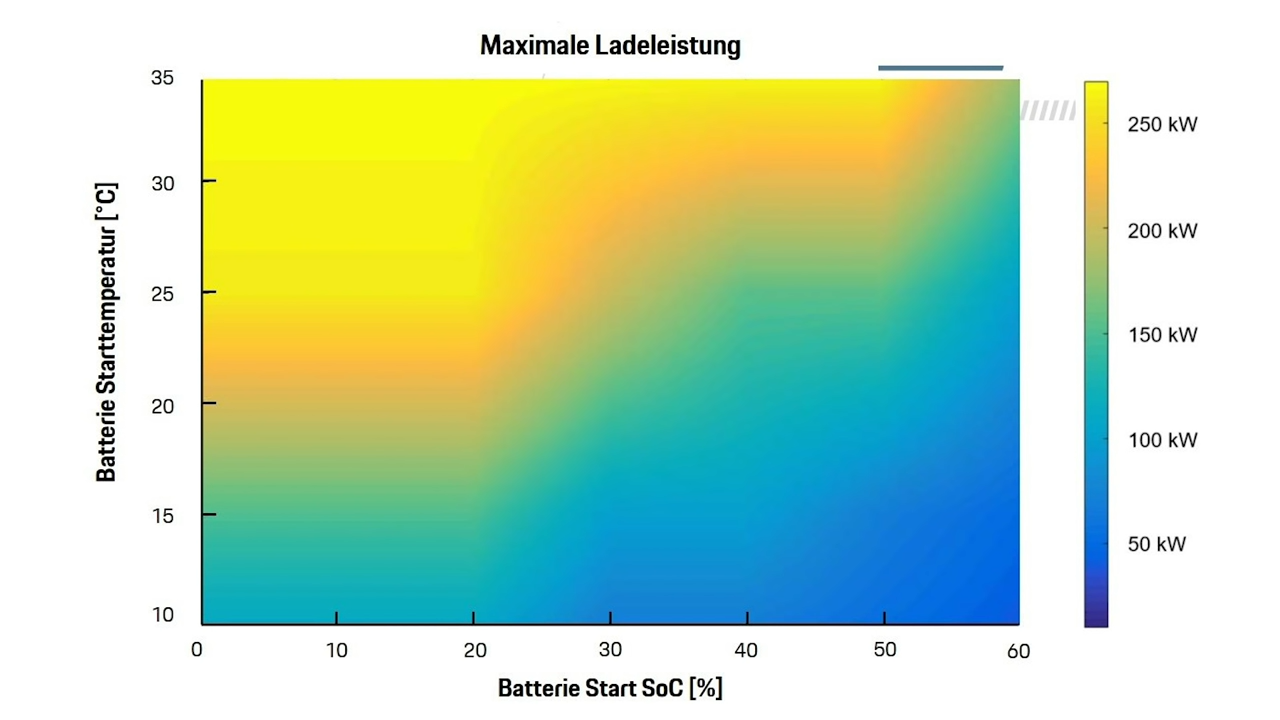 Maximale Ladeleistung
35
30
25
20
15
10
Batterie Starttemperatur [°C]
0 10 20 30 40 50 60
Batterie Start SoC [%]
250 kW
200 kW
150 kW
100 kW
50 kW